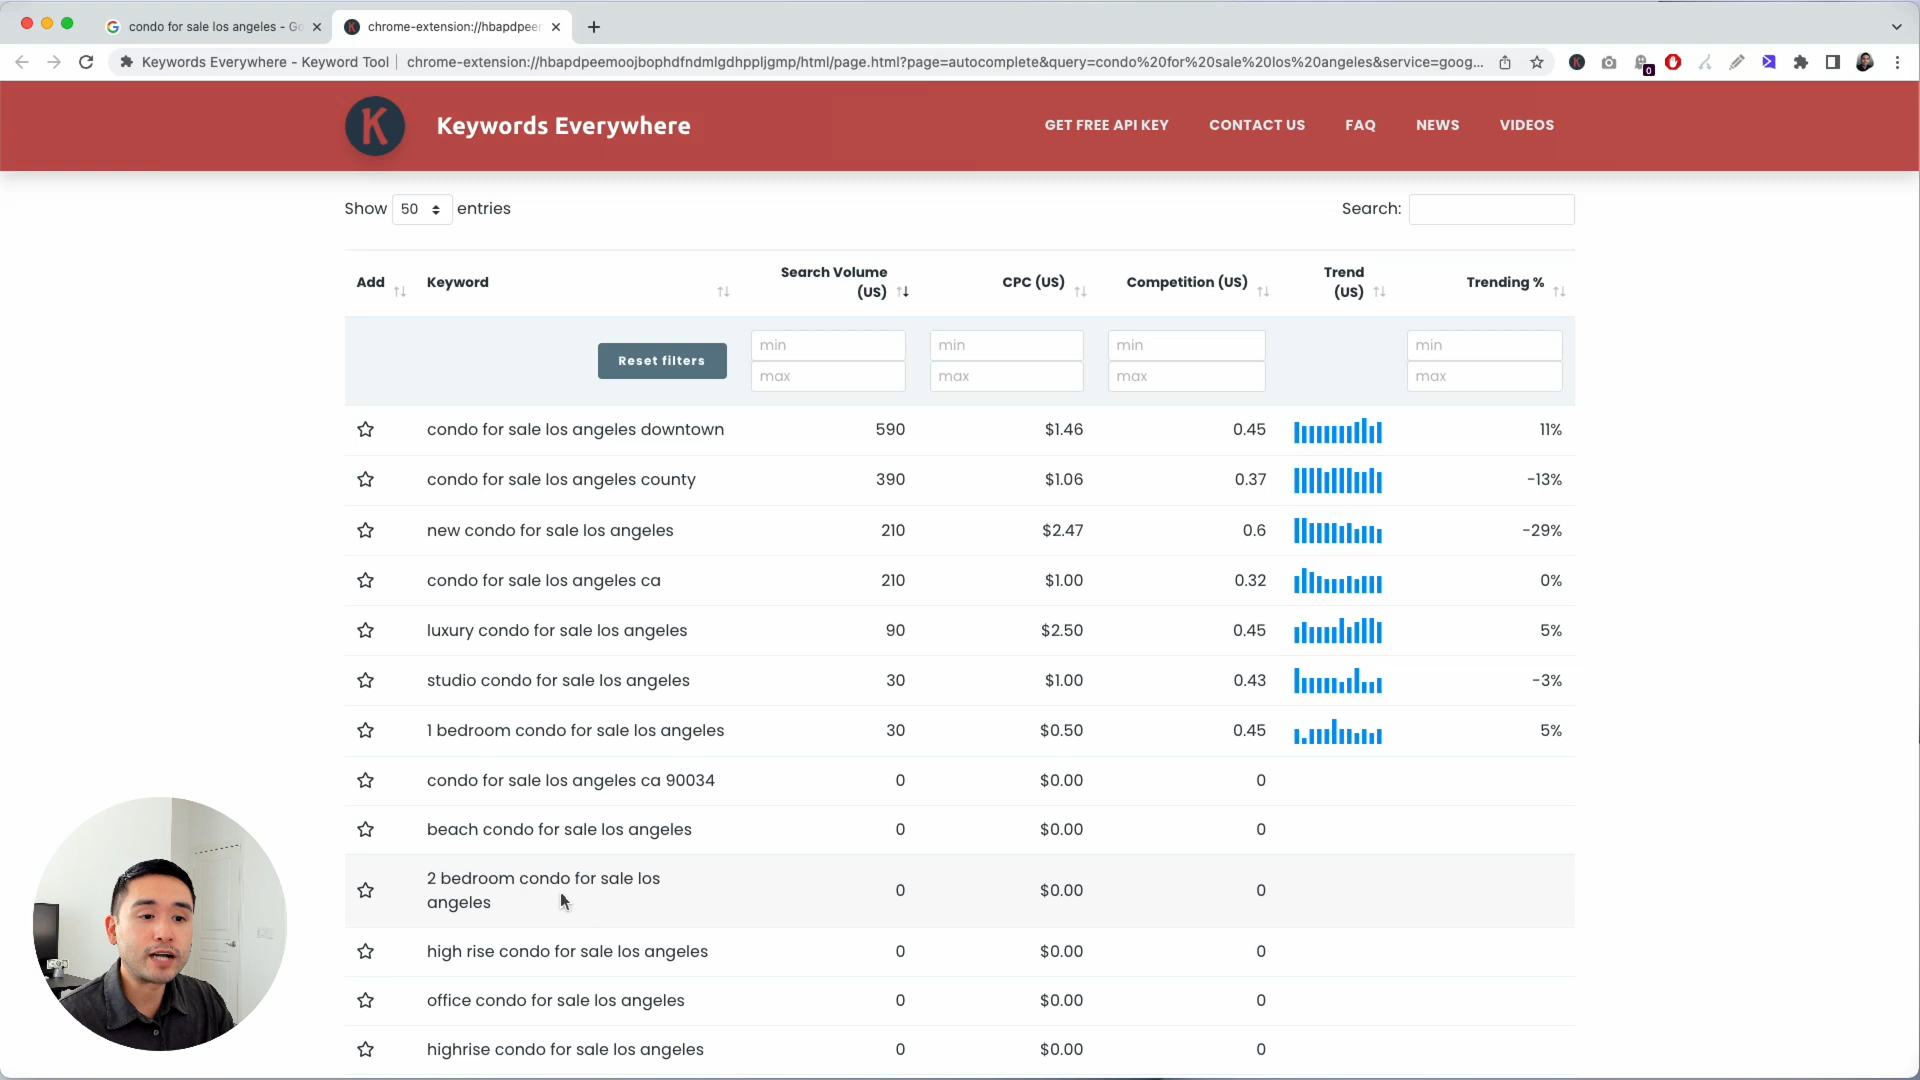 condo for sale los angeles - Go
chrome-extension://hbapdpee
Keywords Everywhere - Keyword Tool
chrome-extension://hbapdpeemoojbophdfndmlgdhppljgmp/html/page.html?page=autocomplete&query=condo%20for%20sale%20los%20angeles&service=goog...
0
K
Keywords Everywhere
GET FREE API KEY
CONTACT US
FAQ
NEWS
VIDEOS
Show 50 entries
Search:
Add
Keyword
Search Volume
(US)
CPC (US)
Competition (US)
Trend
(US)
Trending %
Reset filters
min
max
min
max
min
max
min
max
condo for sale los angeles downtown 590 $1.46 0.45 11%
condo for sale los angeles county 390 $1.06 0.37 -13%
new condo for sale los angeles 210 $2.47 0.6 -29%
condo for sale los angeles ca 210 $1.00 0.32 0%
luxury condo for sale los angeles 90 $2.50 0.45 5%
studio condo for sale los angeles 30 $1.00 0.43 -3%
1 bedroom condo for sale los angeles 30 $0.50 0.45 5%
condo for sale los angeles ca 90034 0 $0.00 0
beach condo for sale los angeles 0 $0.00 0
2 bedroom condo for sale los
angeles 0 $0.00 0
high rise condo for sale los angeles 0 $0.00 0
office condo for sale los angeles 0 $0.00 0
highrise condo for sale los angeles 0 $0.00 0